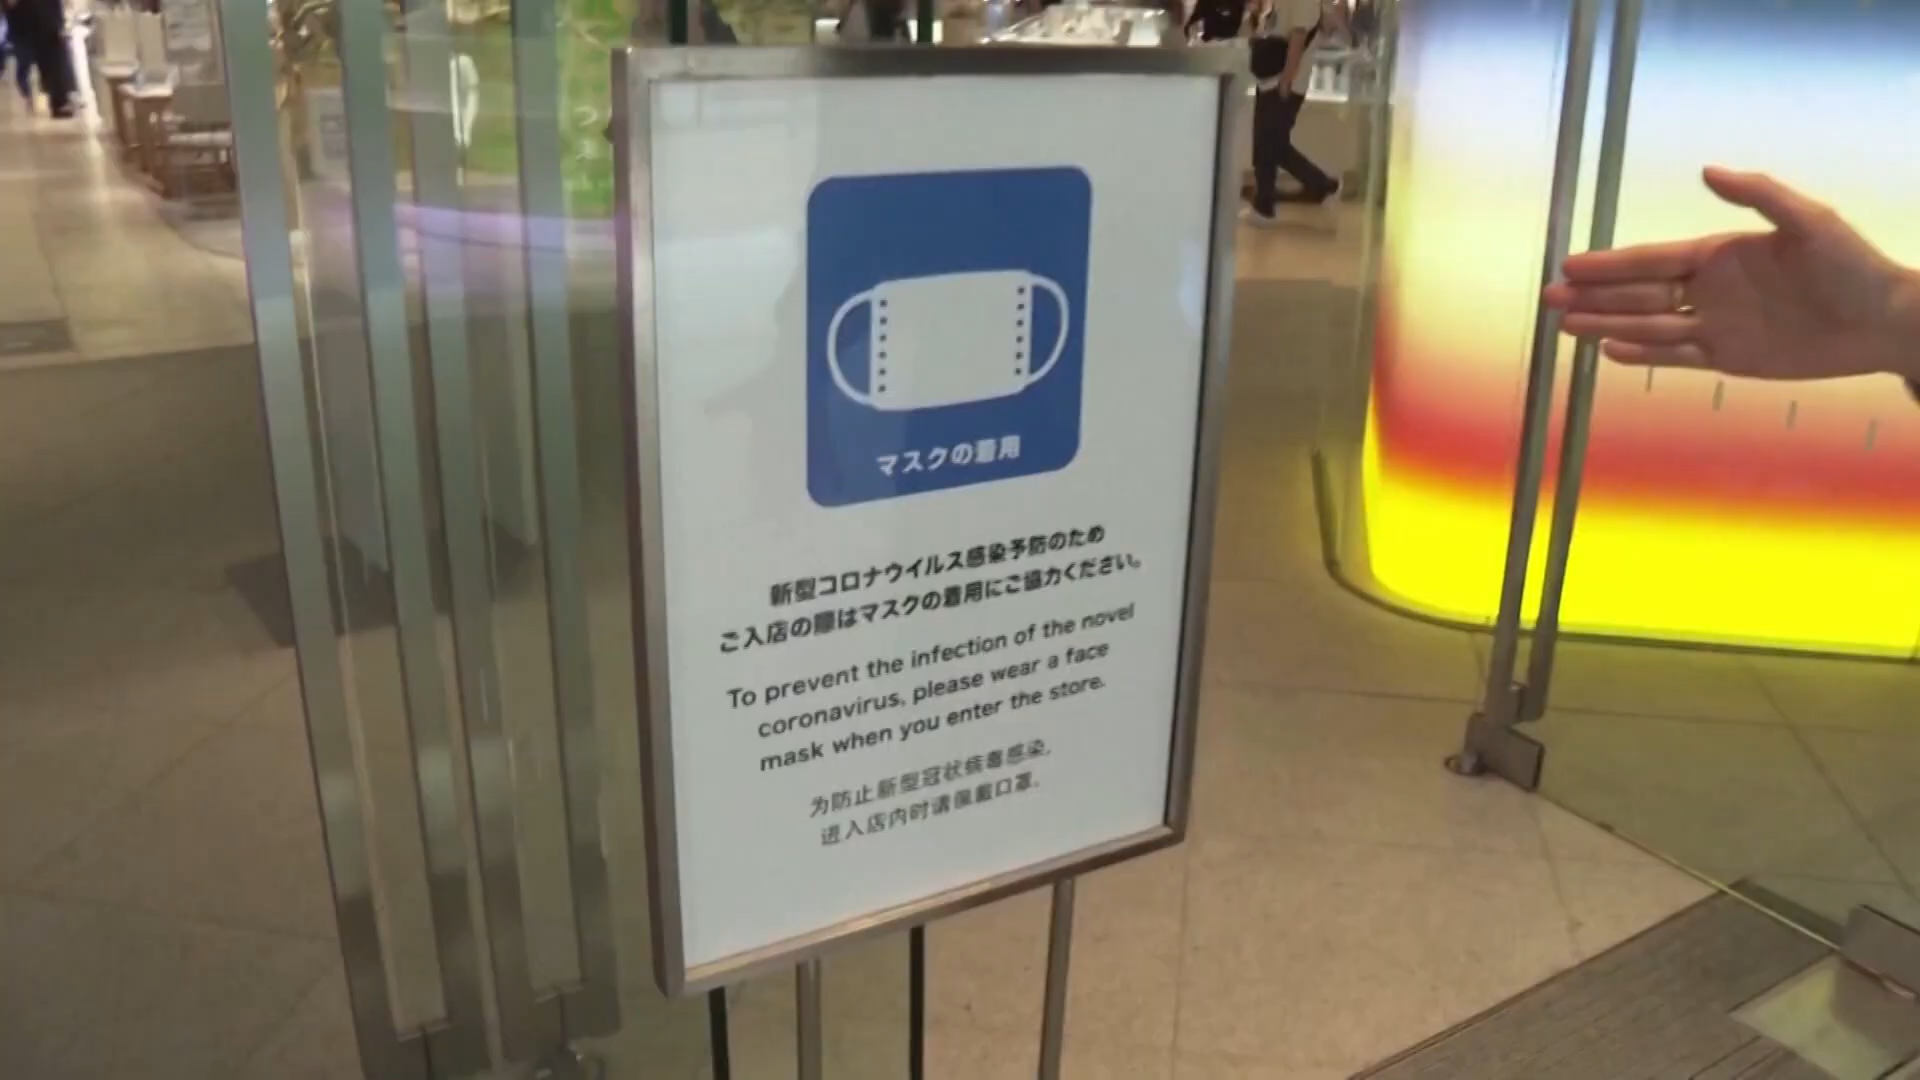 マスクの着用
新型コロナウイルス感染予防のため
ご入店の際はマスクの着用にご協力ください。
To prevent the infection of the novel
coronavirus, please wear a face
mask when you enter the store.
为防止新型冠状病毒感染，
进入店内时请佩戴口罩。